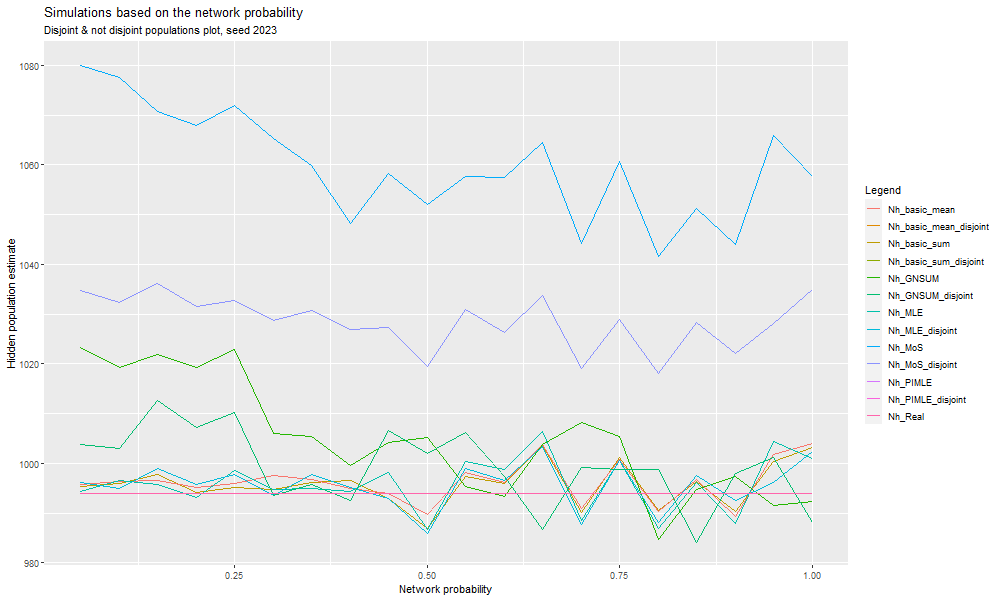 Simulations based on the network probability
Disjoint & not disjoint populations plot, seed 2023
Hidden population estimate
1080
1060
1040
1020
1000
980
0.25
0.50
0.75
1.00
Network probability
Legend
Nh_basic_mean
Nh_basic_mean_disjoint
Nh_basic_sum
Nh_basic_sum_disjoint
Nh_GNSUM
Nh_GNSUM_disjoint
Nh_MLE
Nh_MLE_disjoint
Nh_MoS
Nh_MoS_disjoint
Nh_PIMLE
Nh_PIMLE_disjoint
Nh_Real